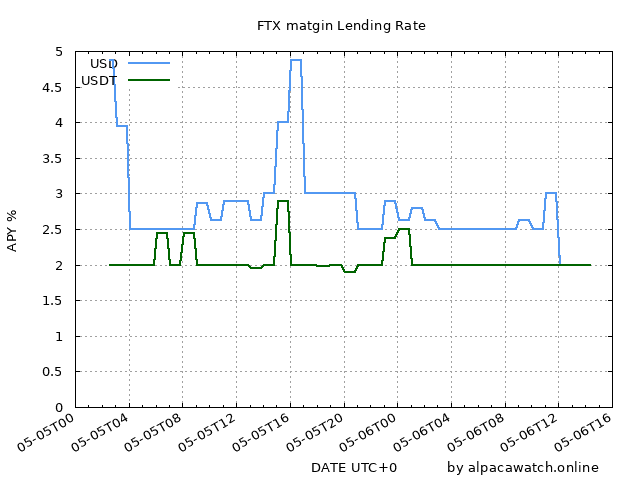 FTX matgin Lending Rate
USD
USDT
5
4.5
4
3.5
3
2.5
2
1.5
1
0.5
0
APY %
05-05T00
05-05T04
05-05T08
05-05T12
05-05T16
05-05T20
05-06T00
05-06T04
05-06T08
05-06T12
05-06T16
DATE UTC+0
by alpacawatch.online